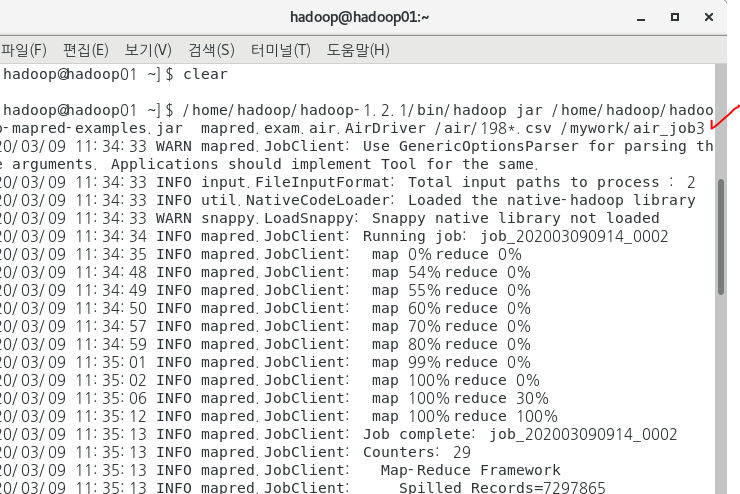 hadoop@hadoop01:~
파일(F) 편집(E) 보기(V) 검색(S) 터미널(T) 도움말(H)
hadoop@hadoop01 ~]$ clear
hadoop@hadoop01 ~]$ /home/hadoop/hadoop-1.2.1/bin/hadoop jar /home/hadoop/hadoo
p-mapred-examples.jar mapred.exam.air.AirDriver /air/198*.csv /mywork/air_job3
20/03/09 11:34:33 WARN mapred.JobClient: Use GenericOptionsParser for parsing th
e arguments. Applications should implement Tool for the same.
20/03/09 11:34:33 INFO input.FileInputFormat: Total input paths to process : 2
20/03/09 11:34:33 INFO util.NativeCodeLoader: Loaded the native-hadoop library
20/03/09 11:34:33 WARN snappy.LoadSnappy: Snappy native library not loaded
20/03/09 11:34:34 INFO mapred.JobClient: Running job: job_202003090914_0002
20/03/09 11:34:35 INFO mapred.JobClient: map 0% reduce 0%
20/03/09 11:34:48 INFO mapred.JobClient: map 54% reduce 0%
20/03/09 11:34:49 INFO mapred.JobClient: map 55% reduce 0%
20/03/09 11:34:50 INFO mapred.JobClient: map 60% reduce 0%
20/03/09 11:34:57 INFO mapred.JobClient: map 70% reduce 0%
20/03/09 11:34:59 INFO mapred.JobClient: map 80% reduce 0%
20/03/09 11:35:01 INFO mapred.JobClient: map 99% reduce 0%
20/03/09 11:35:02 INFO mapred.JobClient: map 100% reduce 0%
20/03/09 11:35:06 INFO mapred.JobClient: map 100% reduce 30%
20/03/09 11:35:12 INFO mapred.JobClient: map 100% reduce 100%
20/03/09 11:35:13 INFO mapred.JobClient: Job complete: job_202003090914_0002
20/03/09 11:35:13 INFO mapred.JobClient: Counters: 29
20/03/09 11:35:13 INFO mapred.JobClient: Map-Reduce Framework
20/03/09 11:35:13 INFO mapred.JobClient: Spilled Records=7297865